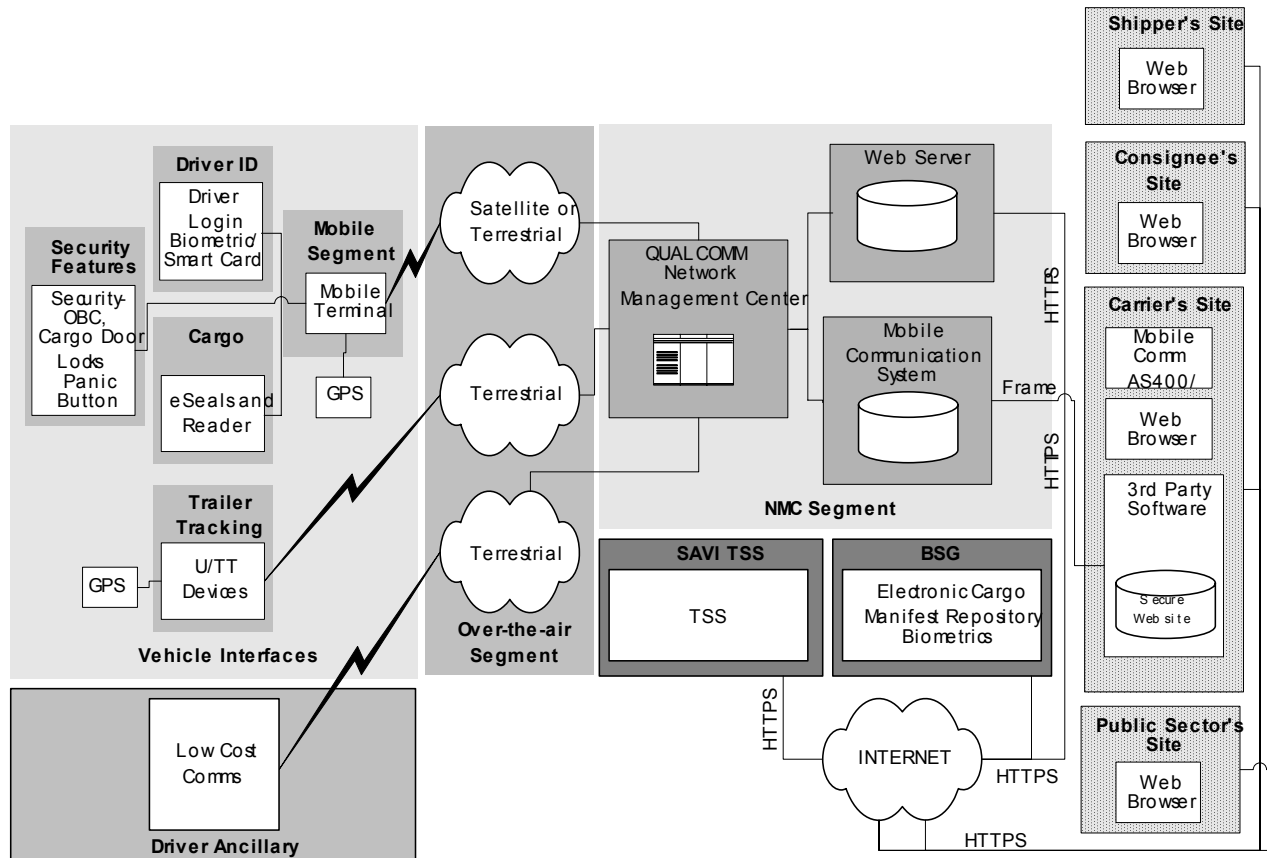 Shipper's Site
Web
Browser
Consignee's
Site
Web
Browser
Carrier's Site
Mobile
Comm
AS400/
Web
Browser
3rd Party
Software
Secure
Web site
Public Sector's
Site
Web
Browser
Driver ID
Driver
Login
Biometric/
Smart Card
Security
Features
Security-
OBC,
Cargo Door
Locks
Panic
Button
Mobile
Segment
Mobile
Terminal
GPS
Cargo
eSeals and
Reader
Trailer
Tracking
U/TT
Devices
GPS
Vehicle Interfaces
Low Cost
Comms
Driver Ancillary
Satellite or
Terrestrial
Terrestrial
Terrestrial
Over-the-air
Segment
QUALCOMM
Network
Management Center
Web Server
Mobile
Communication
System
NMC Segment
Frame
HTTPS
HTTPS
SAVI TSS
TSS
BSG
Electronic Cargo
Manifest Repository
Biometrics
HTTPS
INTERNET
HTTPS
HTTPS